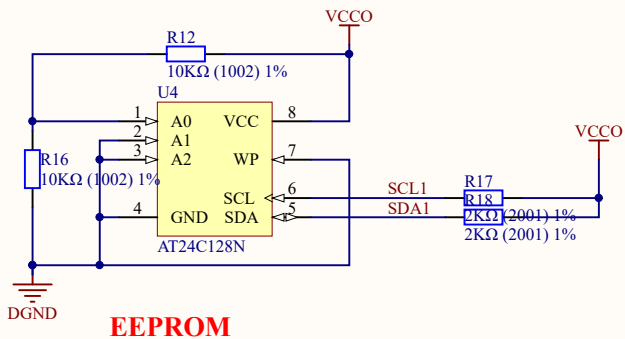 VCCO
R12
10KΩ (1002) 1%
U4
1 A0 VCC 8
2 A1
3 A2 WP 7
SCL 6 SCL1
4 GND SDA 5 SDA1
AT24C128N
R16
10KΩ (1002) 1%
VCCO
R17
R18
2KΩ (2001) 1%
2KΩ (2001) 1%
DGND
EEPROM